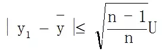 | y₁ − y̅ | ≤ √((n − 1)/n) U